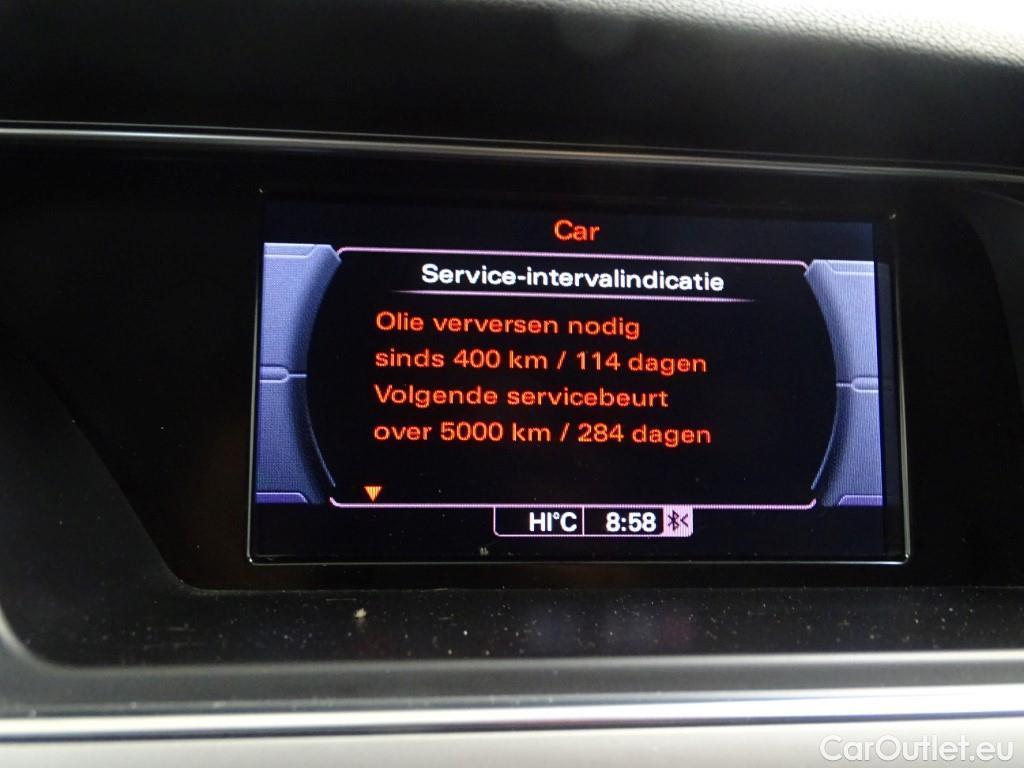 Car
Service-intervalindicatie
Olie verversen nodig
sinds 400 km / 114 dagen
Volgende servicebeurt
over 5000 km / 284 dagen
HI°C 8:58
CarOutlet.eu